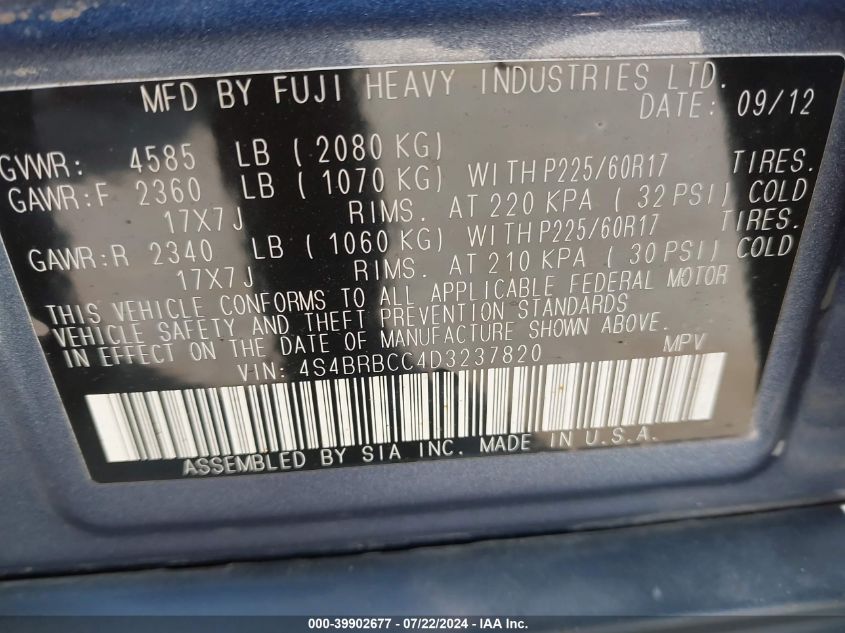 MFD BY FUJI HEAVY INDUSTRIES LTD.
DATE: 09/12
GVWR: 4585 LB ( 2080 KG)
GAWR:F 2360 LB ( 1070 KG) WITH P225/60R17 TIRES.
17X7J RIMS. AT 220 KPA ( 32 PSI) COLD
GAWR:R 2340 LB ( 1060 KG) WITH P225/60R17 TIRES.
17X7J RIMS. AT 210 KPA ( 30 PSI) COLD
THIS VEHICLE CONFORMS TO ALL APPLICABLE FEDERAL MOTOR
VEHICLE SAFETY AND THEFT PREVENTION STANDARDS
IN EFFECT ON THE DATE OF MANUFACTURE SHOWN ABOVE.
VIN: 4S4BRBCC4D3237820 MPV
ASSEMBLED BY SIA INC. MADE IN U.S.A.
000-39902677 - 07/22/2024 - IAA Inc.